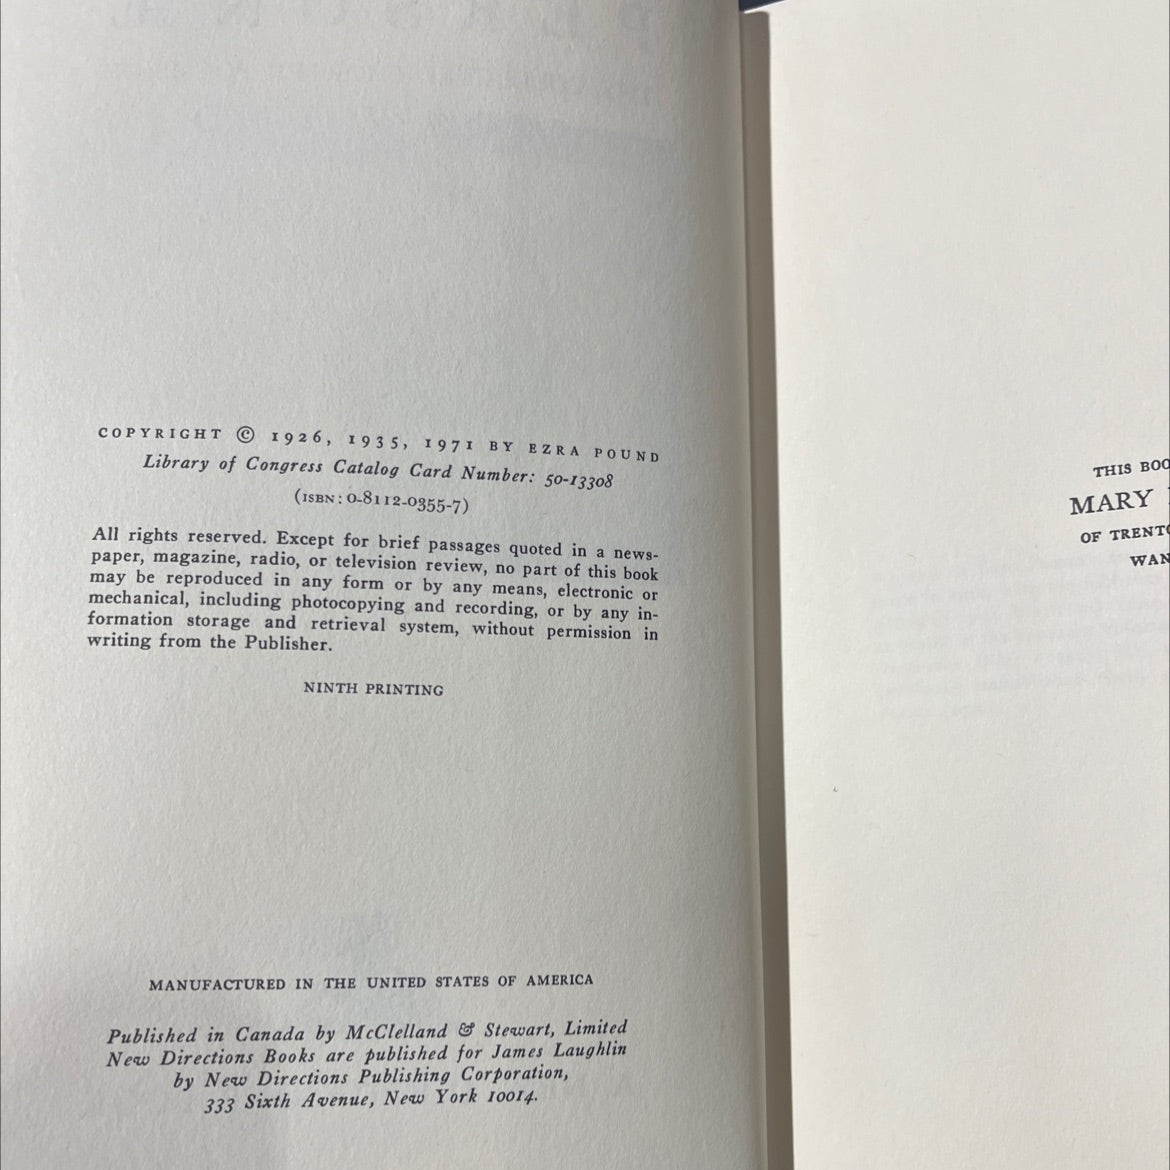 COPYRIGHT © 1926, 1935, 1971 BY EZRA POUND
Library of Congress Catalog Card Number: 50-13308
(ISBN: 0-8112-0355-7)
All rights reserved. Except for brief passages quoted in a news-
paper, magazine, radio, or television review, no part of this book
may be reproduced in any form or by any means, electronic or
mechanical, including photocopying and recording, or by any in-
formation storage and retrieval system, without permission in
writing from the Publisher.
NINTH PRINTING
MANUFACTURED IN THE UNITED STATES OF AMERICA
Published in Canada by McClelland & Stewart, Limited
New Directions Books are published for James Laughlin
by New Directions Publishing Corporation,
333 Sixth Avenue, New York 10014.
THIS BOO
MARY
OF TRENT
WAN